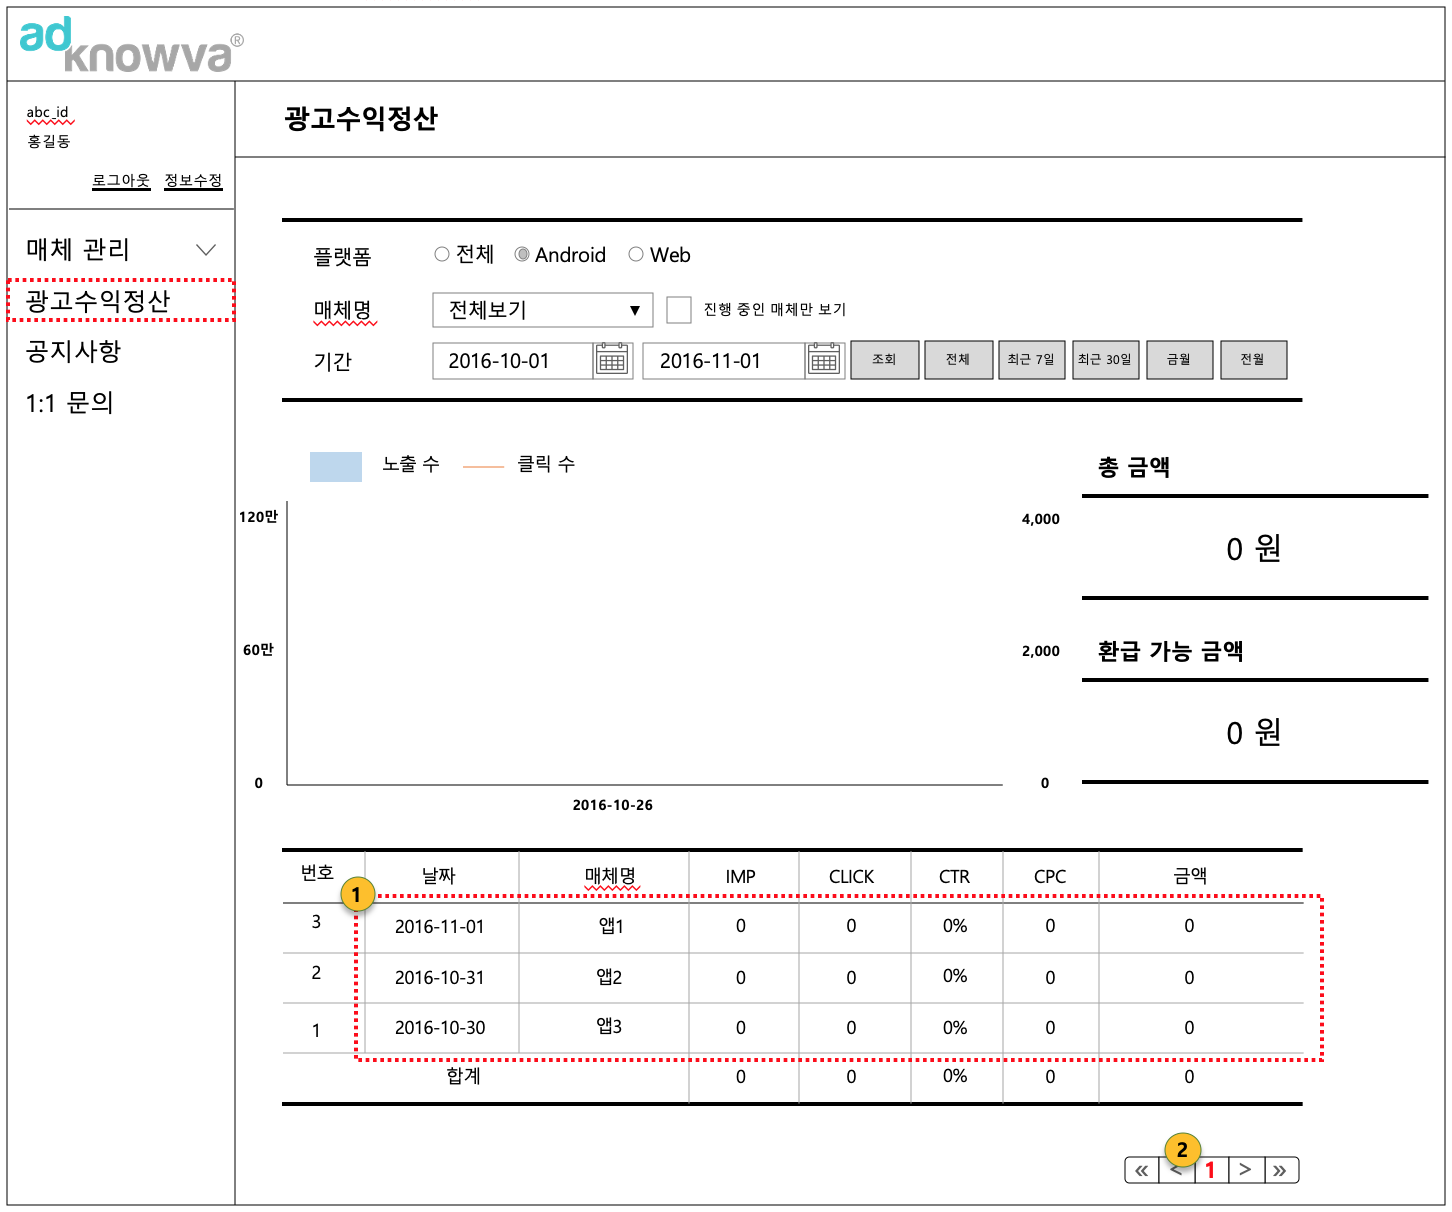 adknowva®
abc_id
홍길동
로그아웃 정보수정
매체 관리
광고수익정산
공지사항
1:1 문의
광고수익정산
플랫폼 전체 Android Web
매체명 전체보기 ▼ 진행 중인 매체만 보기
기간 2016-10-01 2016-11-01 조회 전체 최근 7일 최근 30일 금월 전월
노출 수 클릭 수
120만
60만
0
4,000
2,000
0
2016-10-26
총 금액
0 원
환급 가능 금액
0 원
번호 날짜 매체명 IMP CLICK CTR CPC 금액
1
3 2016-11-01 앱1 0 0 0% 0 0
2 2016-10-31 앱2 0 0 0% 0 0
1 2016-10-30 앱3 0 0 0% 0 0
합계 0 0 0% 0 0
2
« < 1 > »